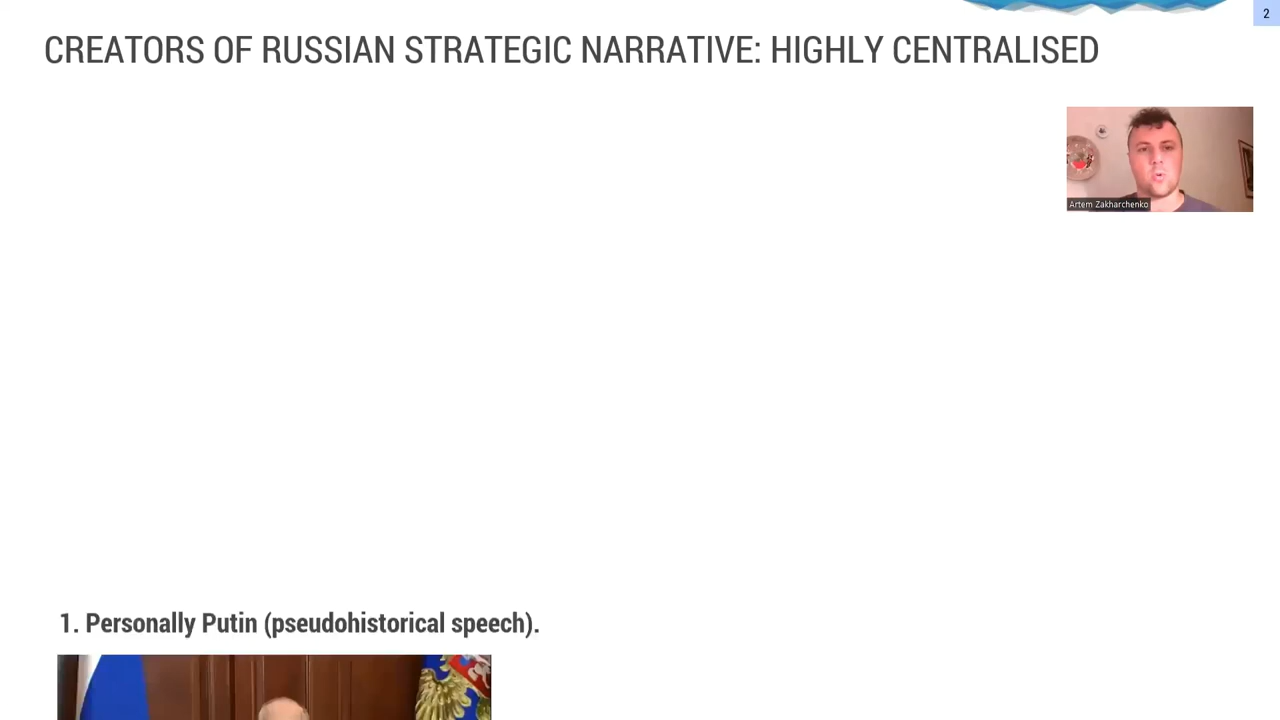 2
CREATORS OF RUSSIAN STRATEGIC NARRATIVE: HIGHLY CENTRALISED
Artem Zakharchenko
1. Personally Putin (pseudohistorical speech).